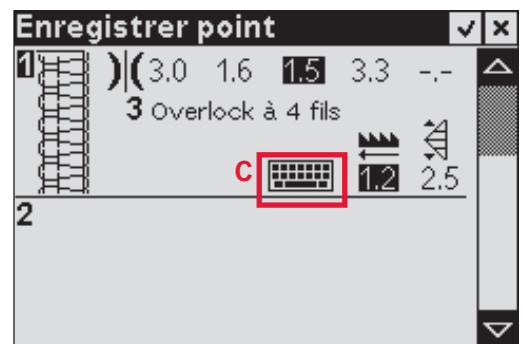 Enregistrer point
1 3.0 1.6 1.5 3.3 -.-
3 Overlock à 4 fils
C 1.2 2.5
2